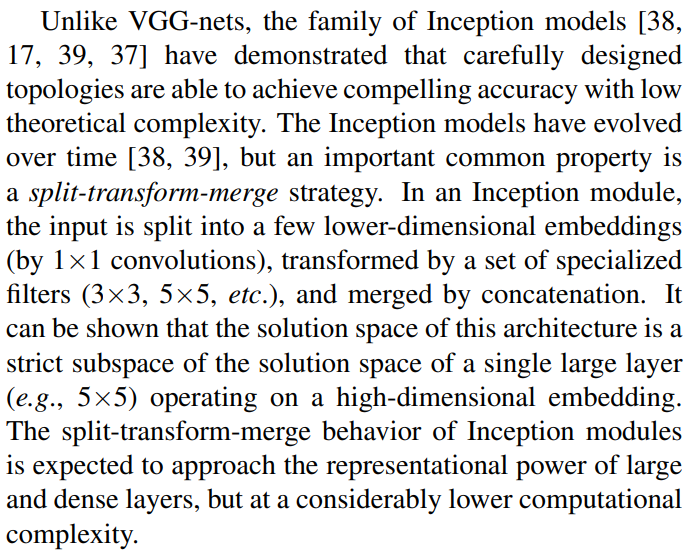 Unlike VGG-nets, the family of Inception models [38,
17, 39, 37] have demonstrated that carefully designed
topologies are able to achieve compelling accuracy with low
theoretical complexity. The Inception models have evolved
over time [38, 39], but an important common property is
a split-transform-merge strategy. In an Inception module,
the input is split into a few lower-dimensional embeddings
(by 1×1 convolutions), transformed by a set of specialized
filters (3×3, 5×5, etc.), and merged by concatenation. It
can be shown that the solution space of this architecture is a
strict subspace of the solution space of a single large layer
(e.g., 5×5) operating on a high-dimensional embedding.
The split-transform-merge behavior of Inception modules
is expected to approach the representational power of large
and dense layers, but at a considerably lower computational
complexity.